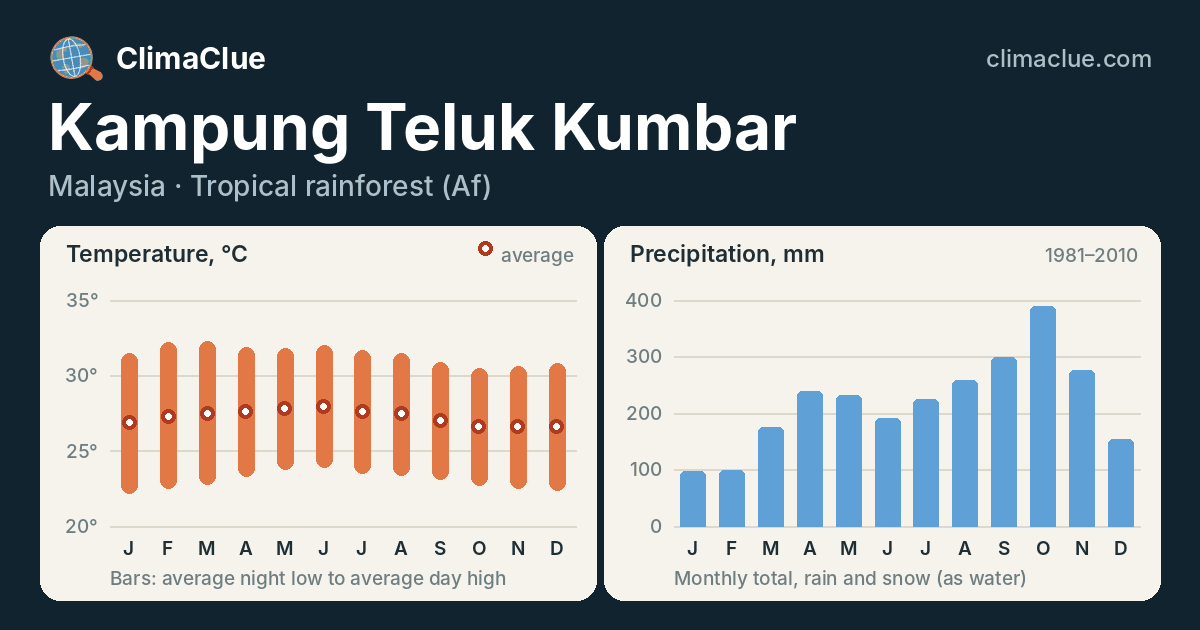 ClimaClue
climaclue.com
Kampung Teluk Kumbar
Malaysia · Tropical rainforest (Af)
Temperature, °C
average
35°
30°
25°
20°
J F M A M J J A S O N D
Bars: average night low to average day high
Precipitation, mm
1981–2010
400
300
200
100
0
J F M A M J J A S O N D
Monthly total, rain and snow (as water)